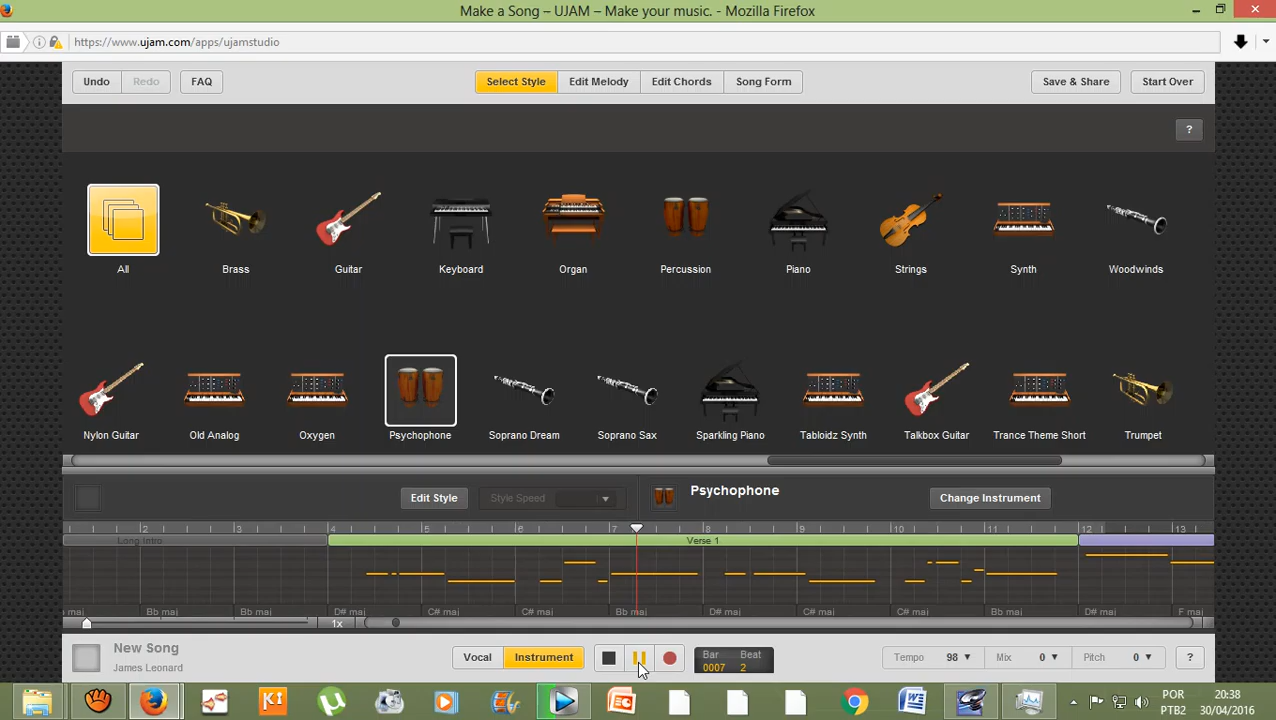 Make a Song – UJAM – Make your music. - Mozilla Firefox
https://www.ujam.com/apps/ujamstudio
Undo Redo FAQ Select Style Edit Melody Edit Chords Song Form Save & Share Start Over
?
All Brass Guitar Keyboard Organ Percussion Piano Strings Synth Woodwinds
Nylon Guitar Old Analog Oxygen Psychophone Soprano Dream Soprano Sax Sparkling Piano Tabloidz Synth Talkbox Guitar Trance Theme Short Trumpet
Edit Style Style Speed Psychophone Change Instrument
2 3 4 5 6 7 8 9 10 11 12 13
Long Intro Verse 1
maj Bb maj Bb maj D# maj C# maj C# maj Bb maj D# maj C# maj C# maj Bb maj D# maj F maj
1x
New Song
James Leonard
Vocal Instrument
Bar Beat
0007 2
Tempo 98 Mix 0 Pitch 0 ?
POR 20:38
PTB2 30/04/2016